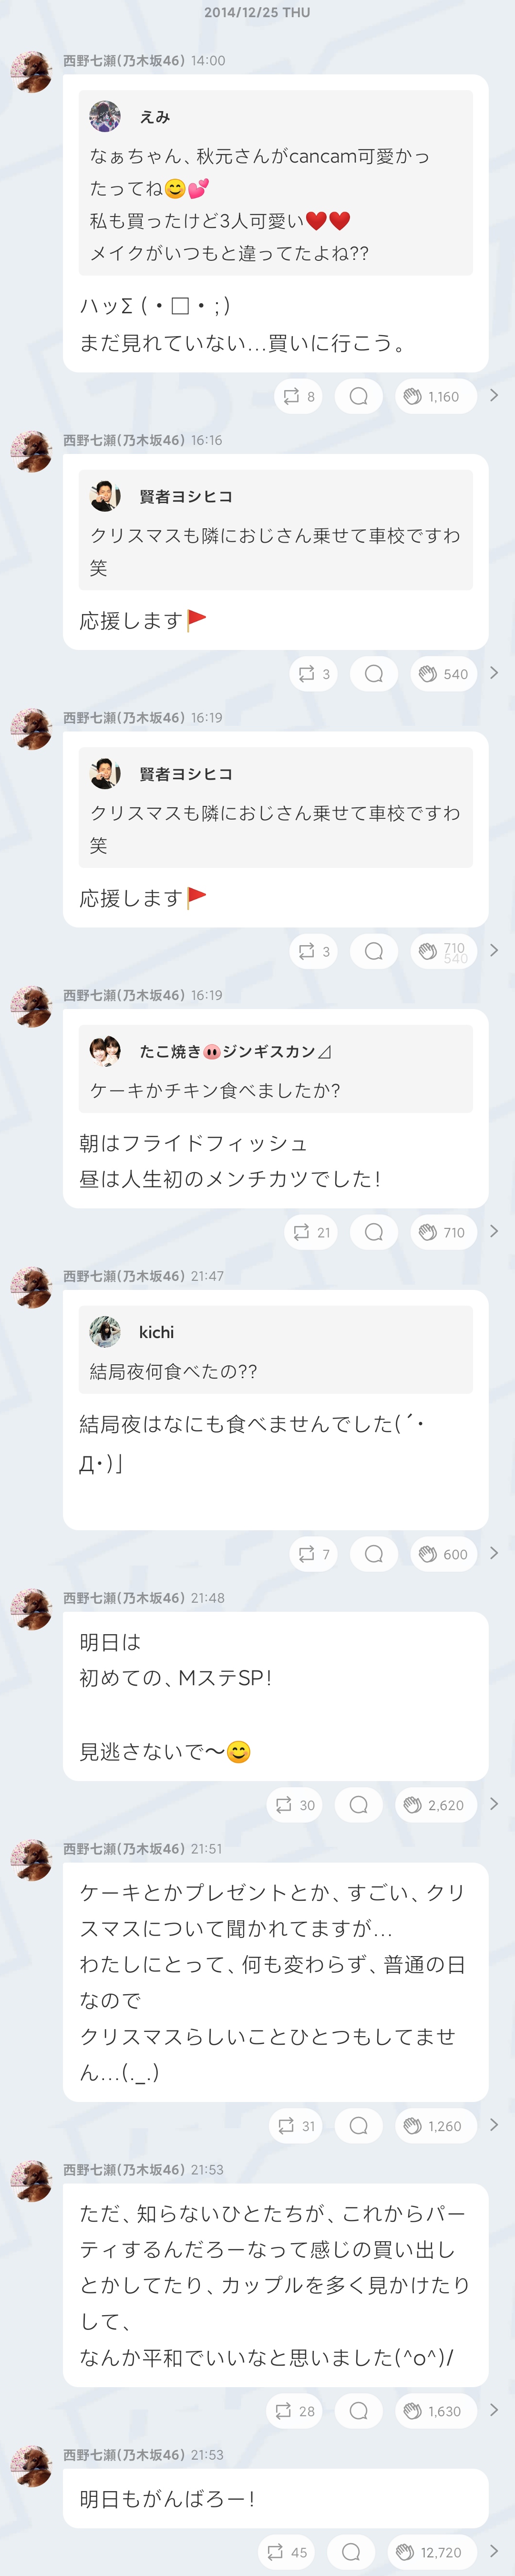 2014/12/25 THU
西野七瀬(乃木坂46) 14:00
えみ
なぁちゃん、秋元さんがcancam可愛かっ
たってね😊💕
私も買ったけど3人可愛い❤️❤️
メイクがいつもと違ってたよね??
ハッΣ (・□・;)
まだ見れていない...買いに行こう。
8
1,160
西野七瀬(乃木坂46) 16:16
賢者ヨシヒコ
クリスマスも隣におじさん乗せて車校ですわ
笑
応援します🚩
3
540
西野七瀬(乃木坂46) 16:19
賢者ヨシヒコ
クリスマスも隣におじさん乗せて車校ですわ
笑
応援します🚩
3
710
540
西野七瀬(乃木坂46) 16:19
たこ焼き🐽ジンギスカン⊿
ケーキかチキン食べましたか?
朝はフライドフィッシュ
昼は人生初のメンチカツでした!
21
710
西野七瀬(乃木坂46) 21:47
kichi
結局夜何食べたの??
結局夜はなにも食べませんでした(´・
Д・)」
7
600
西野七瀬(乃木坂46) 21:48
明日は
初めての、MステSP!
見逃さないで〜😊
30
2,620
西野七瀬(乃木坂46) 21:51
ケーキとかプレゼントとか、すごい、クリ
スマスについて聞かれてますが...
わたしにとって、何も変わらず、普通の日
なので
クリスマスらしいことひとつもしてませ
ん...(._.)
31
1,260
西野七瀬(乃木坂46) 21:53
ただ、知らないひとたちが、これからパー
ティするんだろーなって感じの買い出し
とかしてたり、カップルを多く見かけたり
して、
なんか平和でいいなと思いました(^o^)/
28
1,630
西野七瀬(乃木坂46) 21:53
明日もがんばろー!
45
12,720